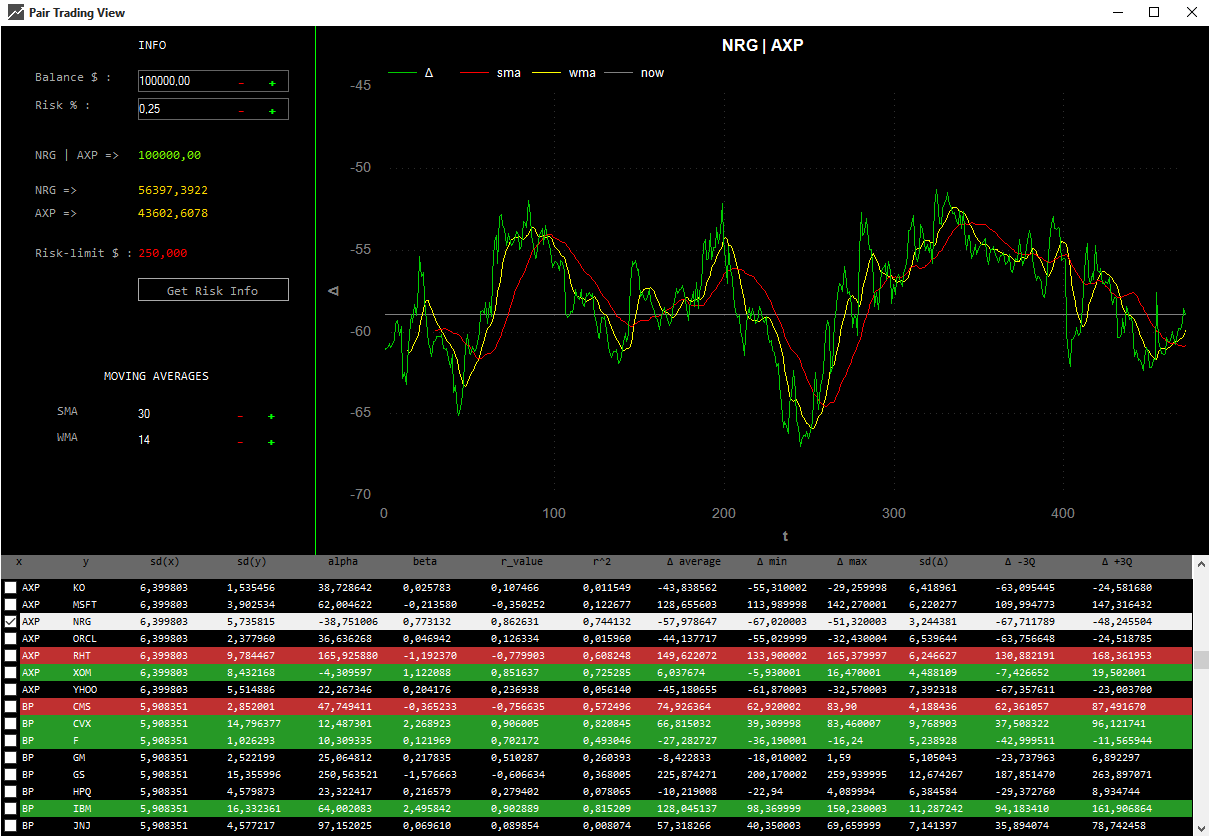 Pair Trading View
INFO
Balance $ : 100000,00 - +
Risk % : 0,25 - +
NRG | AXP => 100000,00
NRG => 56397,3922
AXP => 43602,6078
Risk-limit $ : 250,000
Get Risk Info
MOVING AVERAGES
SMA 30 - +
WMA 14 - +
NRG | AXP
Δ sma wma now
-45
-50
-55
-60
-65
-70
Δ
0 100 200 300 400
t
x y sd(x) sd(y) alpha beta r_value r^2 Δ average Δ min Δ max sd(Δ) Δ -3Q Δ +3Q
AXP KO 6,399803 1,535456 38,728642 0,025783 0,107466 0,011549 -43,838562 -55,310002 -29,259998 6,418961 -63,095445 -24,581680
AXP MSFT 6,399803 3,902534 62,004622 -0,213580 -0,350252 0,122677 128,655603 113,989998 142,270001 6,220277 109,994773 147,316432
AXP NRG 6,399803 5,735815 -38,751006 0,773132 0,862631 0,744132 -57,978647 -67,020003 -51,320003 3,244381 -67,711789 -48,245504
AXP ORCL 6,399803 2,377960 36,636268 0,046942 0,126334 0,015960 -44,137717 -55,029999 -32,430004 6,539644 -63,756648 -24,518785
AXP RHT 6,399803 9,784467 165,925880 -1,192370 -0,779903 0,608248 149,622072 133,900002 165,379997 6,246627 130,882191 168,361953
AXP XOM 6,399803 8,432168 -4,309597 1,122088 0,851637 0,725285 6,037674 -5,930001 16,470001 4,488109 -7,426652 19,502001
AXP YHOO 6,399803 5,514886 22,267346 0,204176 0,236938 0,056140 -45,180655 -61,870003 -32,570003 7,392318 -67,357611 -23,003700
BP CMS 5,908351 2,852001 47,749411 -0,365233 -0,756635 0,572496 74,926364 62,920002 83,90 4,188436 62,361057 87,491670
BP CVX 5,908351 14,796377 12,487301 2,268923 0,906005 0,820845 66,815032 39,309998 83,460007 9,768903 37,508322 96,121741
BP F 5,908351 1,026293 10,309335 0,121969 0,702172 0,493046 -27,282727 -36,190001 -16,24 5,238928 -42,999511 -11,565944
BP GM 5,908351 2,522199 25,064812 0,217835 0,510287 0,260393 -8,422833 -18,010002 1,59 5,105043 -23,737963 6,892297
BP GS 5,908351 15,355996 250,563521 -1,576663 -0,606634 0,368005 225,874271 200,170002 259,939995 12,674267 187,851470 263,897071
BP HPQ 5,908351 4,579873 23,322417 0,216579 0,279402 0,078065 -10,219008 -22,94 4,089994 6,384584 -29,372760 8,934744
BP IBM 5,908351 16,332361 64,002083 2,495842 0,902889 0,815209 128,045137 98,369999 150,230003 11,287242 94,183410 161,906864
BP JNJ 5,908351 4,577217 97,152025 0,069610 0,089854 0,008074 57,318266 40,350003 69,659999 7,141397 35,894074 78,742458